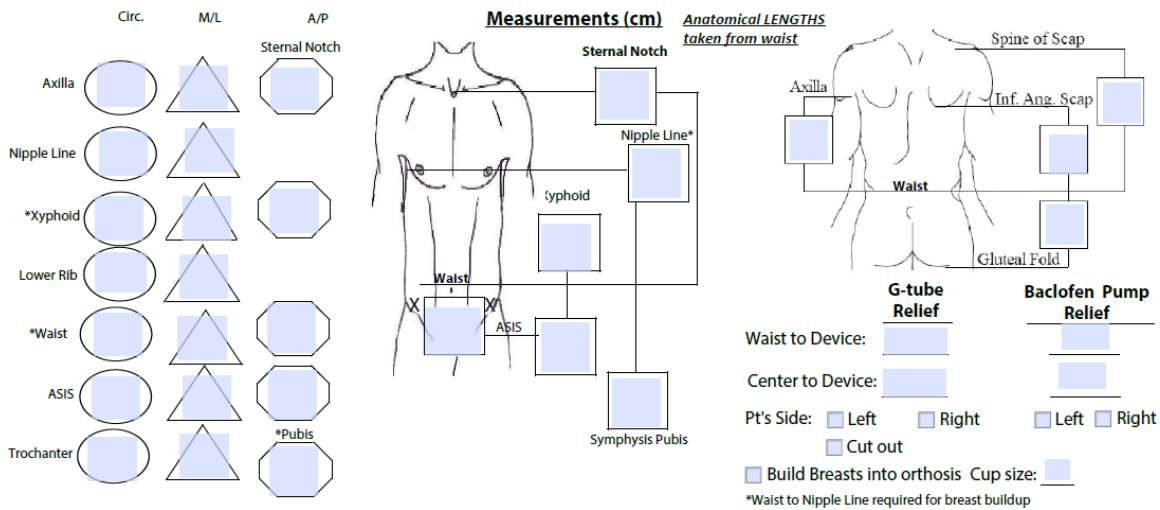 Circ.
M/L
A/P
Sternal Notch
Axilla
Nipple Line
*Xyphoid
Lower Rib
*Waist
ASIS
*Pubis
Trochanter
Measurements (cm)
Anatomical LENGTHS
taken from waist
Sternal Notch
Nipple Line*
Xyphoid
Waist
X
X
ASIS
Symphysis Pubis
Spine of Scap
Axilla
Inf. Ang. Scap
Waist
Gluteal Fold
G-tube
Relief
Baclofen Pump
Relief
Waist to Device:
Center to Device:
Pt's Side: Left Right Left Right
Cut out
Build Breasts into orthosis Cup size:
*Waist to Nipple Line required for breast buildup